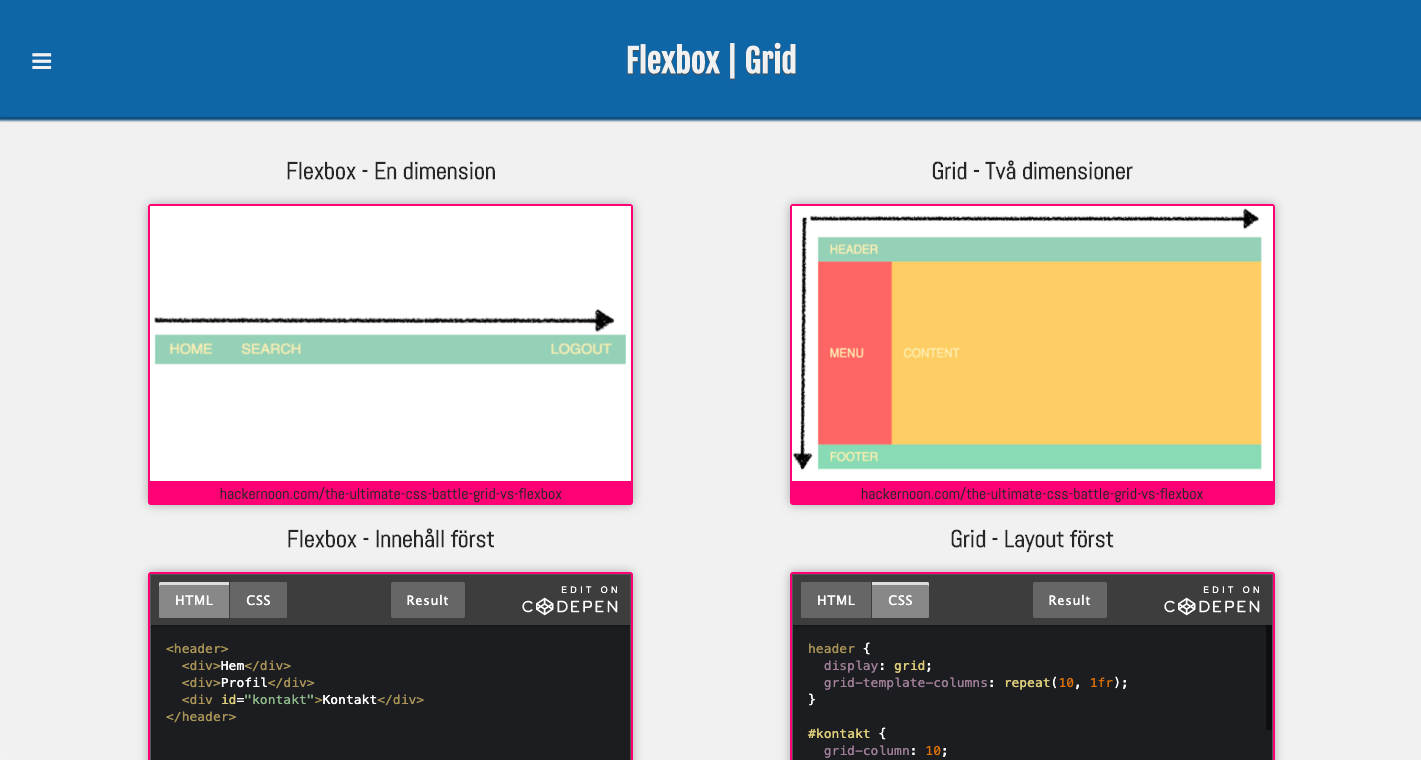 Flexbox | Grid
Flexbox - En dimension
HOME SEARCH LOGOUT
hackernoon.com/the-ultimate-css-battle-grid-vs-flexbox
Grid - Två dimensioner
HEADER
MENU CONTENT
FOOTER
hackernoon.com/the-ultimate-css-battle-grid-vs-flexbox
Flexbox - Innehåll först
HTML CSS Result EDIT ON
CODEPEN
<header>
<div>Hem</div>
<div>Profil</div>
<div id="kontakt">Kontakt</div>
</header>
Grid - Layout först
HTML CSS Result EDIT ON
CODEPEN
header {
display: grid;
grid-template-columns: repeat(10, 1fr);
}
#kontakt {
grid-column: 10;